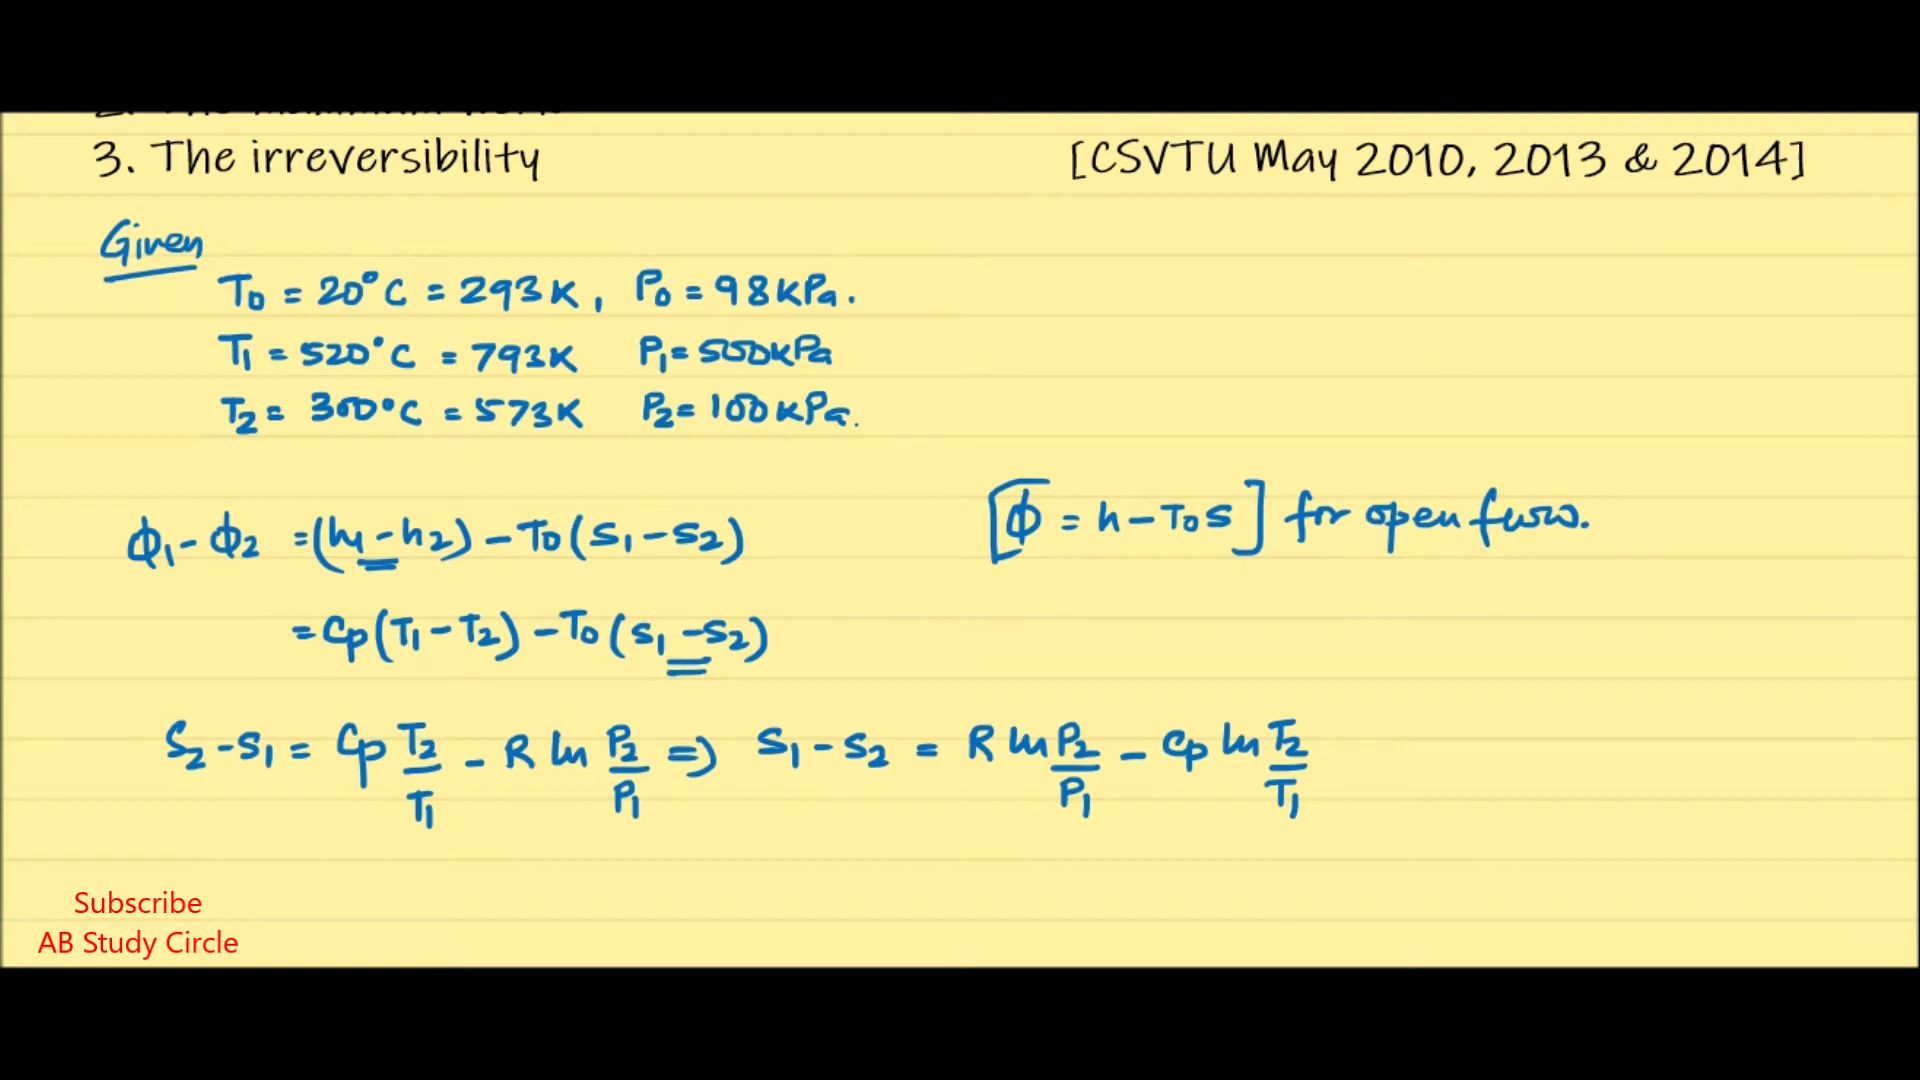 3. The irreversibility [CSVTU May 2010, 2013 & 2014]
Given
T0 = 20°C = 293K, P0 = 98KPa.
T1 = 520°C = 793K P1 = 500KPa
T2 = 300°C = 573K P2 = 100KPa.
ϕ1 - ϕ2 = (h1 - h2) - T0 (S1 - S2) [ϕ = h - T0S] for open
= Cp (T1 - T2) - T0 (S1 - S2)
S2 - S1 = Cp T2/T1 - R ln P2/P1 => S1 - S2 = R ln P2/P1 - Cp ln T2/T1
Subscribe
AB Study Circle